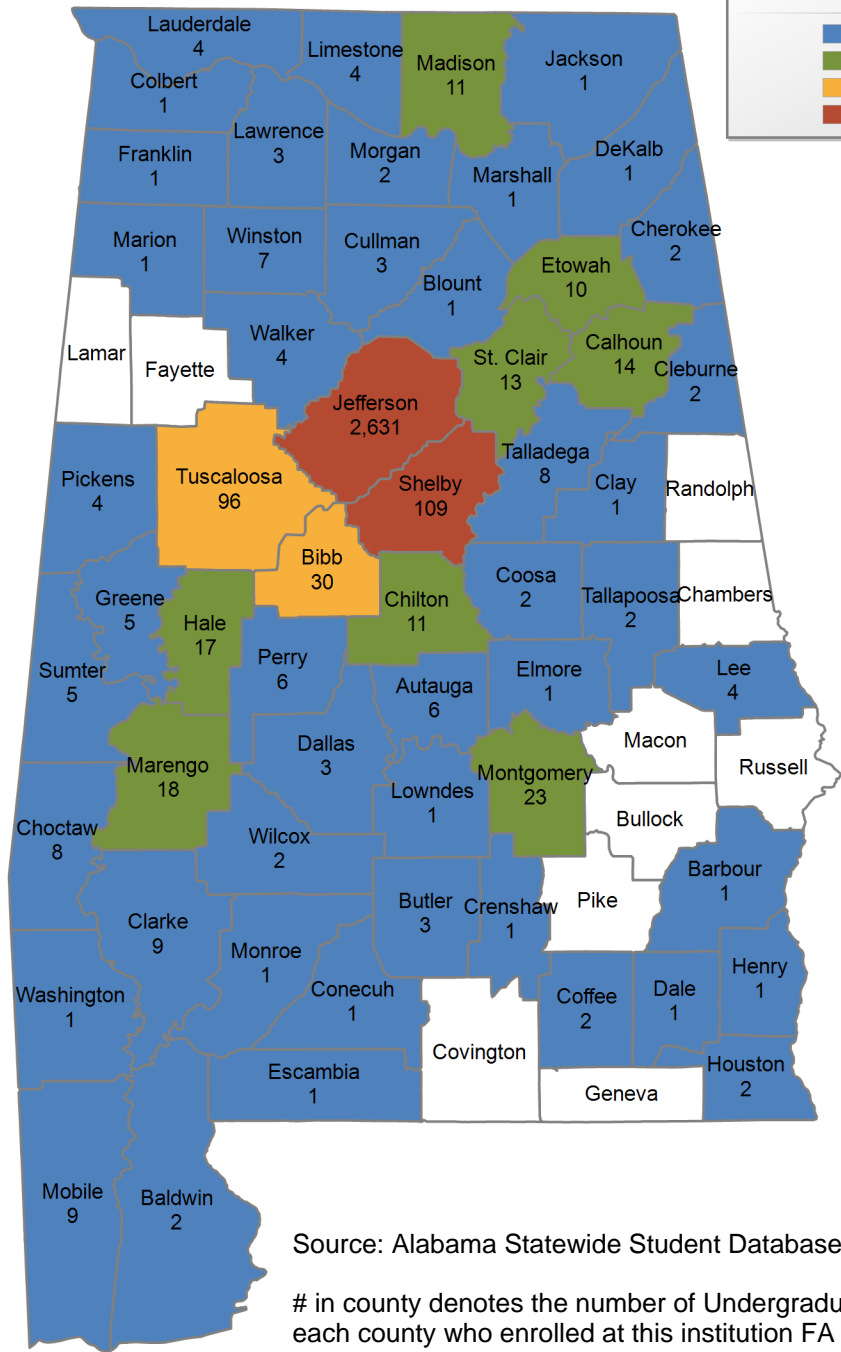 Lauderdale
4
Limestone
4
Madison
11
Jackson
1
Colbert
1
Lawrence
3
Franklin
1
Morgan
2
DeKalb
1
Marshall
1
Marion
1
Winston
7
Cullman
3
Cherokee
2
Etowah
10
Blount
1
Walker
4
Lamar
Fayette
St. Clair
13
Calhoun
14
Cleburne
2
Jefferson
2,631
Talladega
8
Pickens
4
Tuscaloosa
96
Shelby
109
Clay
1
Randolph
Bibb
30
Coosa
2
Tallapoosa
2
Chambers
Greene
5
Hale
17
Chilton
11
Perry
6
Sumter
5
Autauga
6
Elmore
1
Lee
4
Dallas
3
Macon
Marengo
18
Montgomery
23
Russell
Lowndes
1
Bullock
Choctaw
8
Wilcox
2
Barbour
1
Butler
3
Crenshaw
1
Pike
Clarke
9
Monroe
1
Henry
1
Washington
1
Conecuh
1
Coffee
2
Dale
1
Covington
Escambia
1
Houston
2
Geneva
Mobile
9
Baldwin
2
Source: Alabama Statewide Student Database
# in county denotes the number of Undergradu
each county who enrolled at this institution FA